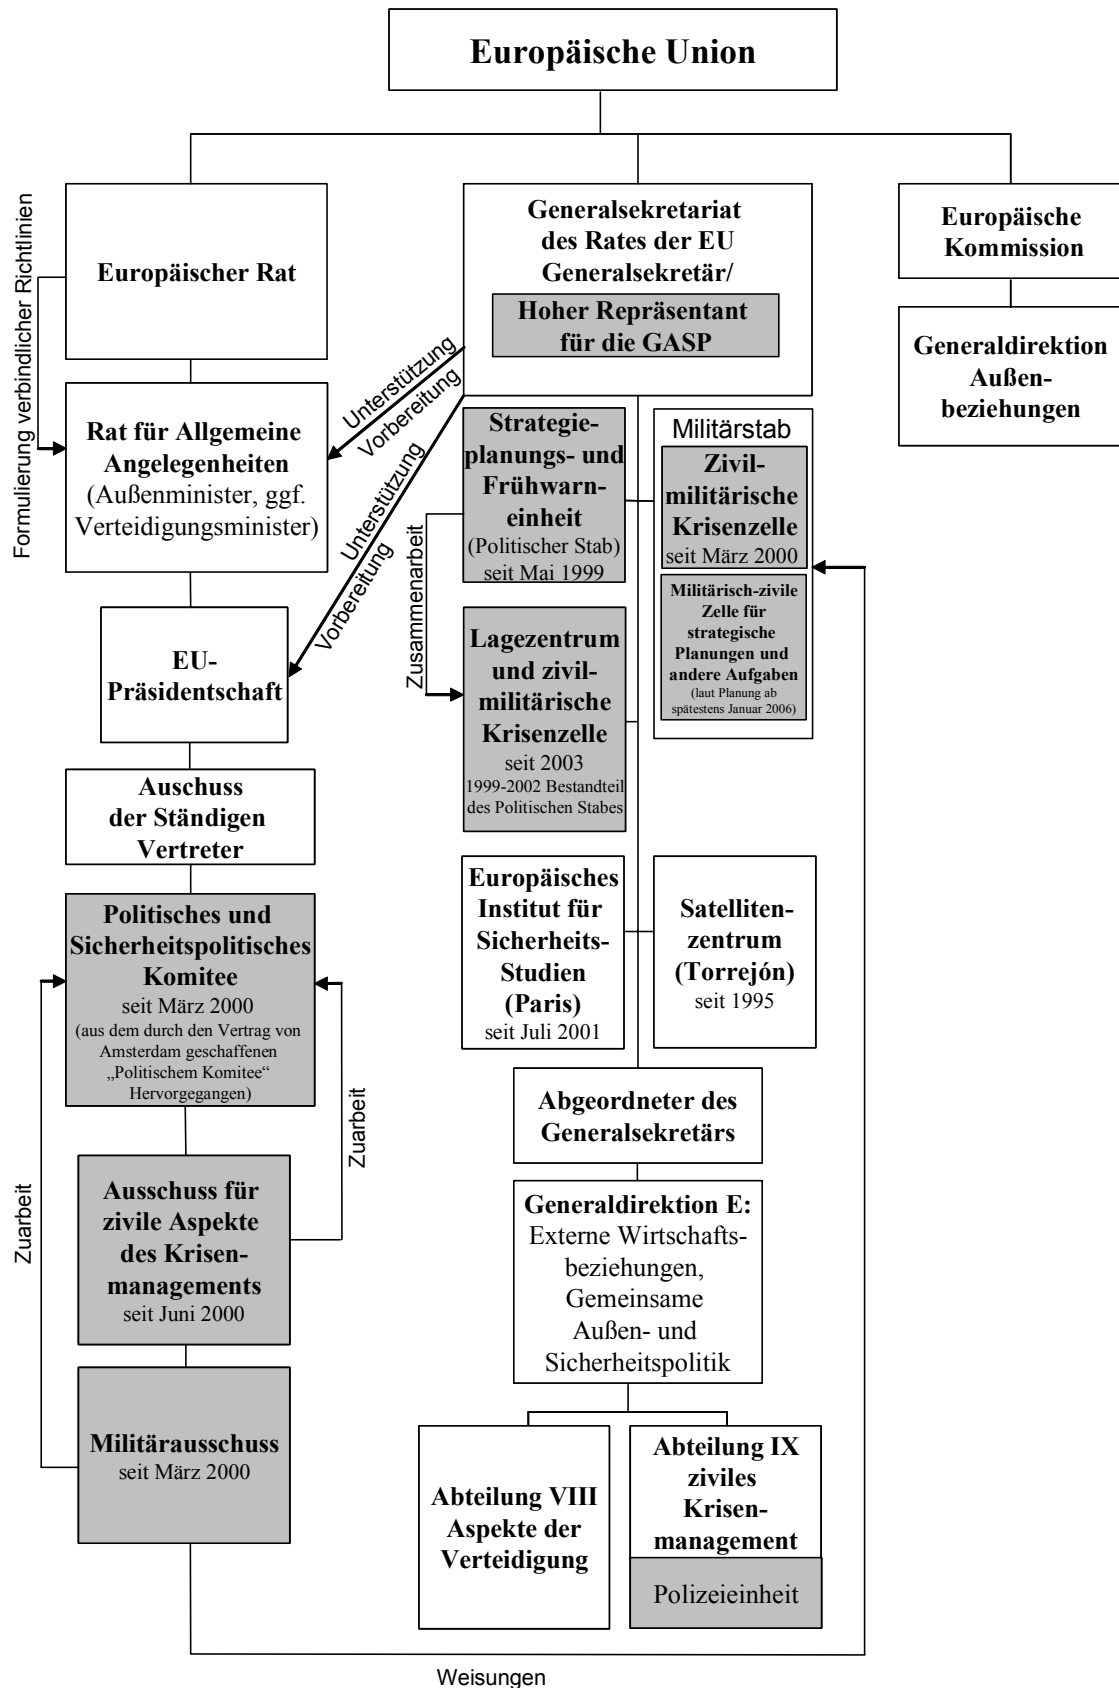 Europäische Union
Formulierung verbindlicher Richtlinien
Europäischer Rat
Rat für Allgemeine
Angelegenheiten
(Außenminister, ggf.
Verteidigungsminister)
EU-
Präsidentschaft
Auschuss
der Ständigen
Vertreter
Politisches und
Sicherheitspolitisches
Komitee
seit März 2000
(aus dem durch den Vertrag von
Amsterdam geschaffenen
„Politischem Komitee“
Hervorgegangen)
Zuarbeit
Zuarbeit
Ausschuss für
zivile Aspekte
des Krisen-
managements
seit Juni 2000
Militärausschuss
seit März 2000
Generalsekretariat
des Rates der EU
Generalsekretär/
Hoher Repräsentant
für die GASP
Unterstützung
Vorbereitung
Unterstützung
Vorbereitung
Zusammenarbeit
Strategie-
planungs- und
Frühwarn-
einheit
(Politischer Stab)
seit Mai 1999
Militärstab
Zivil-
militärische
Krisenzelle
seit März 2000
Militärisch-zivile
Zelle für
strategische
Planungen und
andere Aufgaben
(laut Planung ab
spätestens Januar 2006)
Lagezentrum
und zivil-
militärische
Krisenzelle
seit 2003
1999-2002 Bestandteil
des Politischen Stabes
Europäisches
Institut für
Sicherheits-
Studien
(Paris)
seit Juli 2001
Satelliten-
zentrum
(Torrejón)
seit 1995
Abgeordneter des
Generalsekretärs
Generaldirektion E:
Externe Wirtschafts-
beziehungen,
Gemeinsame
Außen- und
Sicherheitspolitik
Abteilung VIII
Aspekte der
Verteidigung
Abteilung IX
ziviles
Krisen-
management
Polizeieinheit
Europäische
Kommission
Generaldirektion
Außen-
beziehungen
Weisungen